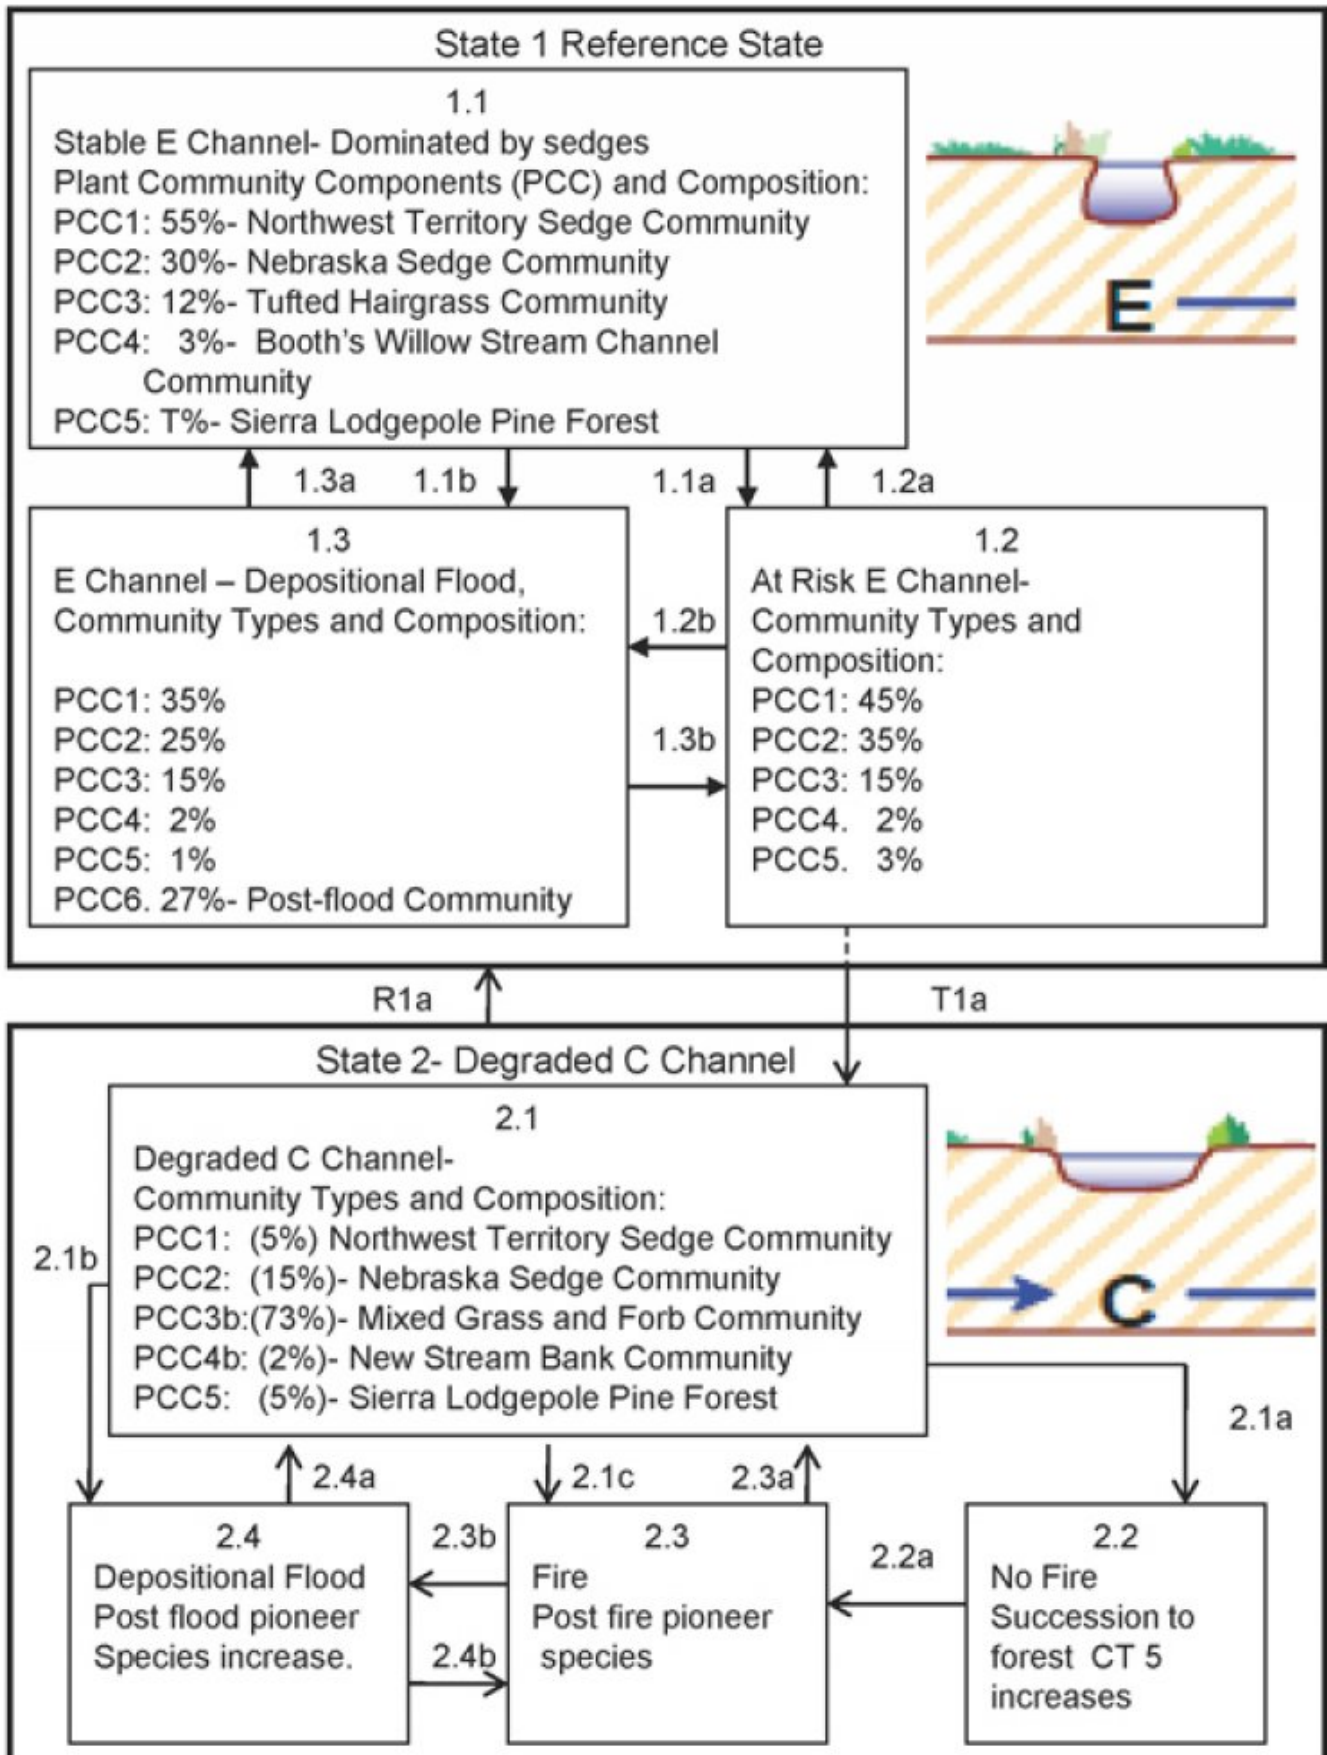 State 1 Reference State
1.1
Stable E Channel- Dominated by sedges
Plant Community Components (PCC) and Composition:
PCC1: 55%- Northwest Territory Sedge Community
PCC2: 30%- Nebraska Sedge Community
PCC3: 12%- Tufted Hairgrass Community
PCC4: 3%- Booth's Willow Stream Channel
Community
PCC5: T%- Sierra Lodgepole Pine Forest
E
1.3a
1.1b
1.1a
1.2a
1.3
E Channel – Depositional Flood,
Community Types and Composition:
PCC1: 35%
PCC2: 25%
PCC3: 15%
PCC4: 2%
PCC5: 1%
PCC6. 27%- Post-flood Community
1.2b
1.3b
1.2
At Risk E Channel-
Community Types and
Composition:
PCC1: 45%
PCC2: 35%
PCC3: 15%
PCC4. 2%
PCC5. 3%
R1a
T1a
State 2- Degraded C Channel
2.1
Degraded C Channel-
Community Types and Composition:
PCC1: (5%) Northwest Territory Sedge Community
PCC2: (15%)- Nebraska Sedge Community
PCC3b:(73%)- Mixed Grass and Forb Community
PCC4b: (2%)- New Stream Bank Community
PCC5: (5%)- Sierra Lodgepole Pine Forest
C
2.1b
2.1a
2.4a
2.1c
2.3a
2.4
Depositional Flood
Post flood pioneer
Species increase.
2.3b
2.4b
2.3
Fire
Post fire pioneer
species
2.2a
2.2
No Fire
Succession to
forest CT 5
increases